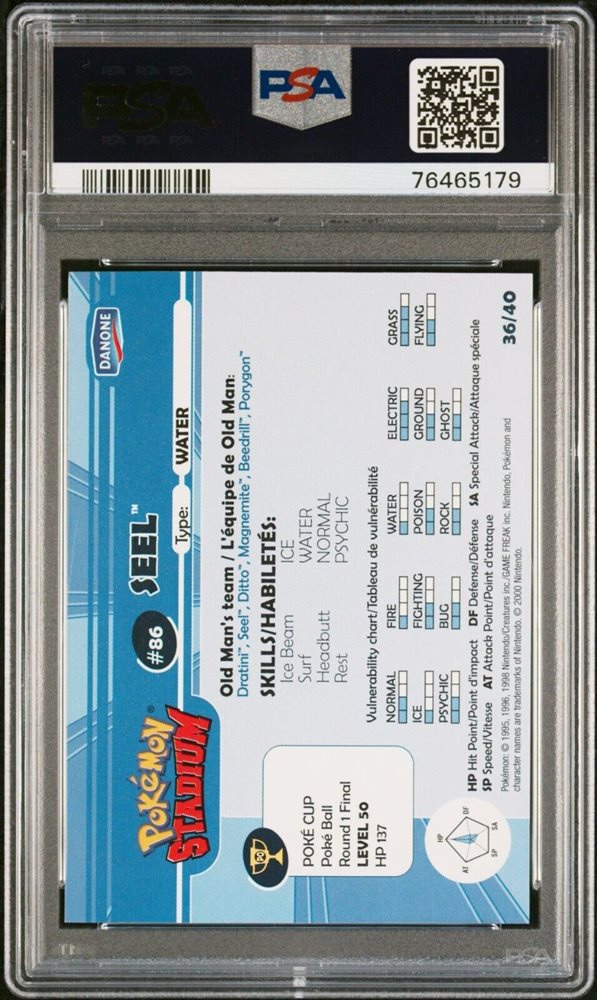 PSA
PSA
76465179
DANONE
Pokémon®
STADIUM
#86 SEEL™
Type: WATER
Old Man's team / L'équipe de Old Man:
Dratini™, Seel™, Ditto™, Magnemite™, Beedrill™, Porygon™
SKILLS/HABILETÉS:
Ice Beam ICE
Surf WATER
Headbutt NORMAL
Rest PSYCHIC
POKÉ CUP
Poké Ball
Round 1 Final
LEVEL 50
HP 137
Vulnerability chart/Tableau de vulnérabilité
NORMAL FIRE WATER ELECTRIC GRASS
ICE FIGHTING POISON GROUND FLYING
PSYCHIC BUG ROCK GHOST
HP
DF
SA
SP
AT
HP Hit Point/Point d'impact DF Defense/Défense SA Special Attack/Attaque spéciale
SP Speed/Vitesse AT Attack Point/Point d'attaque
Pokémon: © 1995, 1996, 1998 Nintendo/Creatures inc./GAME FREAK inc. Nintendo, Pokémon and
character names are trademarks of Nintendo. © 2000 Nintendo.
36/40
PSA